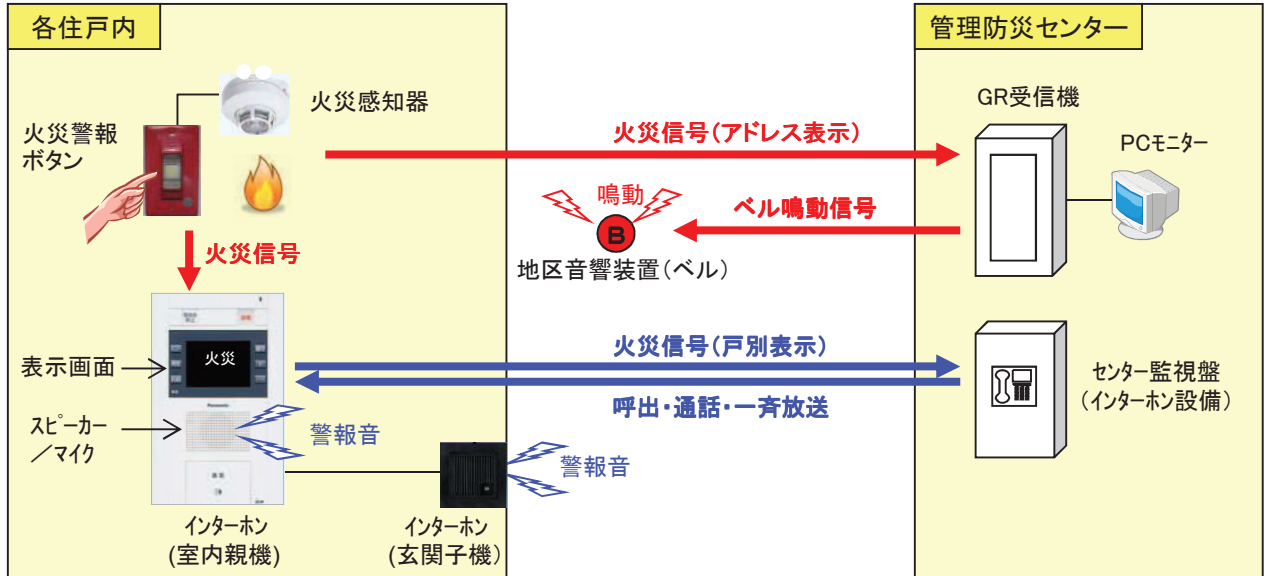 各住戸内
管理防災センター
火災感知器
火災警報
ボタン
火災信号(アドレス表示)
GR受信機
PCモニター
鳴動
ベル鳴動信号
B
地区音響装置(ベル)
火災信号
火災
表示画面
火災信号(戸別表示)
呼出・通話・一斉放送
センター監視盤
(インターホン設備)
スピーカー
/マイク
Panasonic
警報音
警報音
インターホン
(室内親機)
インターホン
(玄関子機)